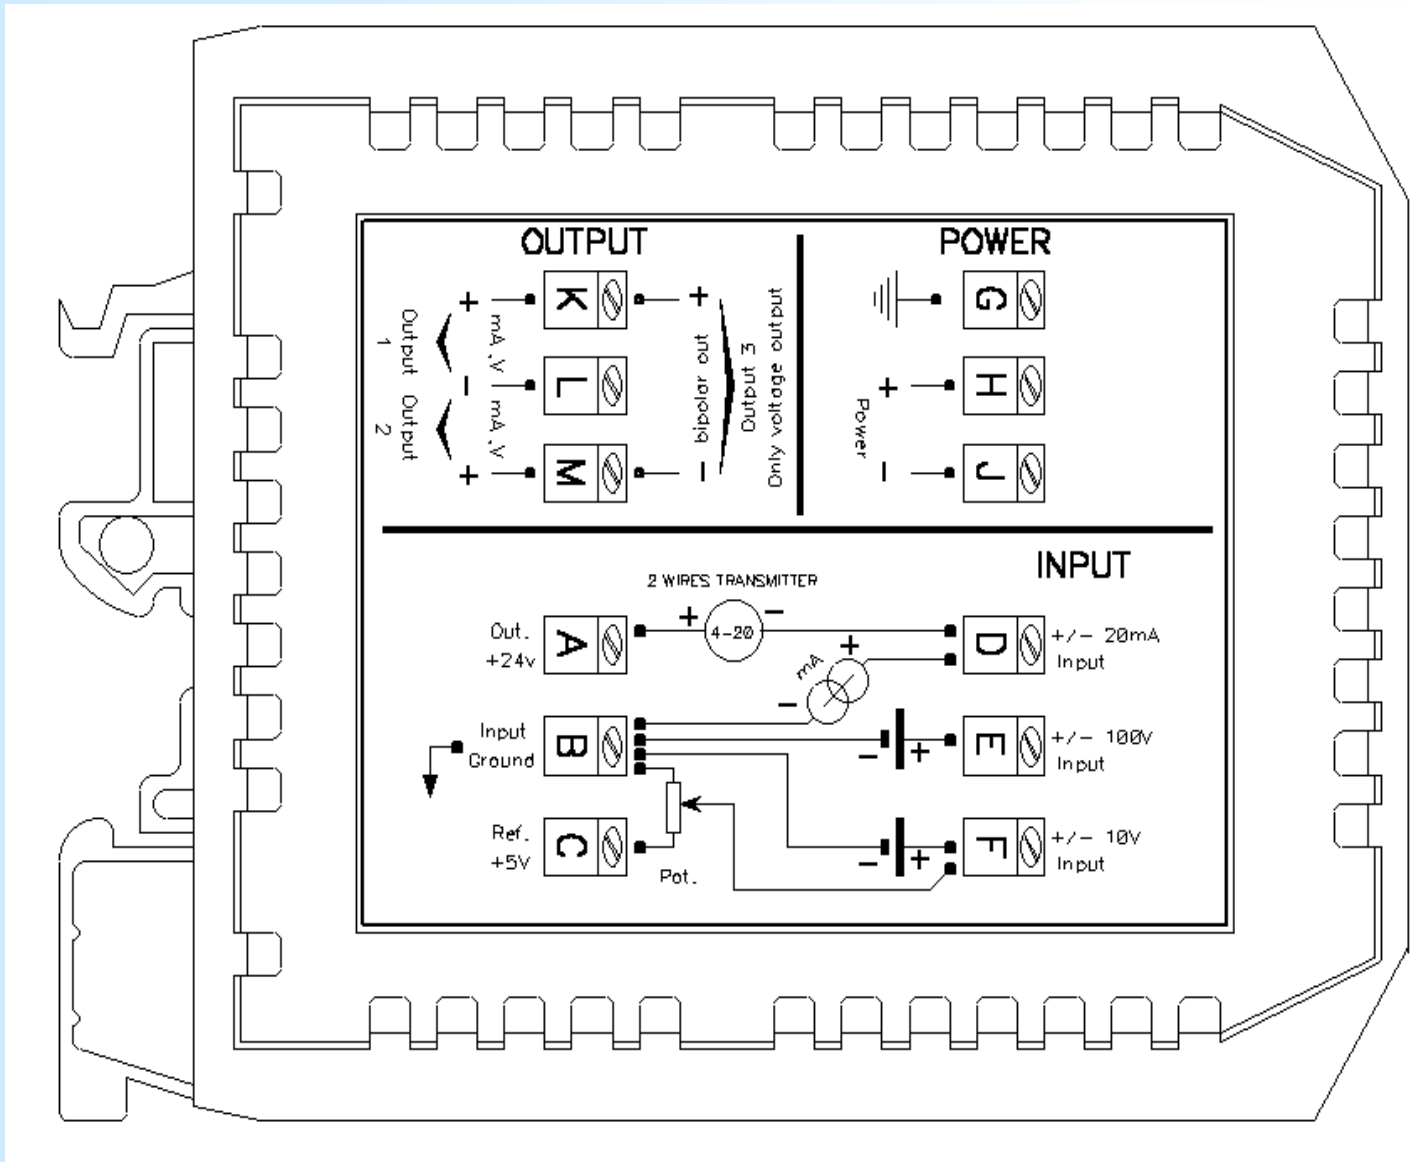 OUTPUT
POWER
K
+
+
mA.V
Output
1
L
-
mA.V
Output
2
M
+
-
bipolar out
Output 3
Only voltage output
G
H
+
J
-
Power
INPUT
2 WIRES TRANSMITTER
Out.
+24v
A
+
4-20
-
D
+/- 20mA
Input
mA
+
-
Input
Ground
B
-
+
E
+/- 100V
Input
Ref.
+5V
C
Pot.
-
+
F
+/- 10V
Input